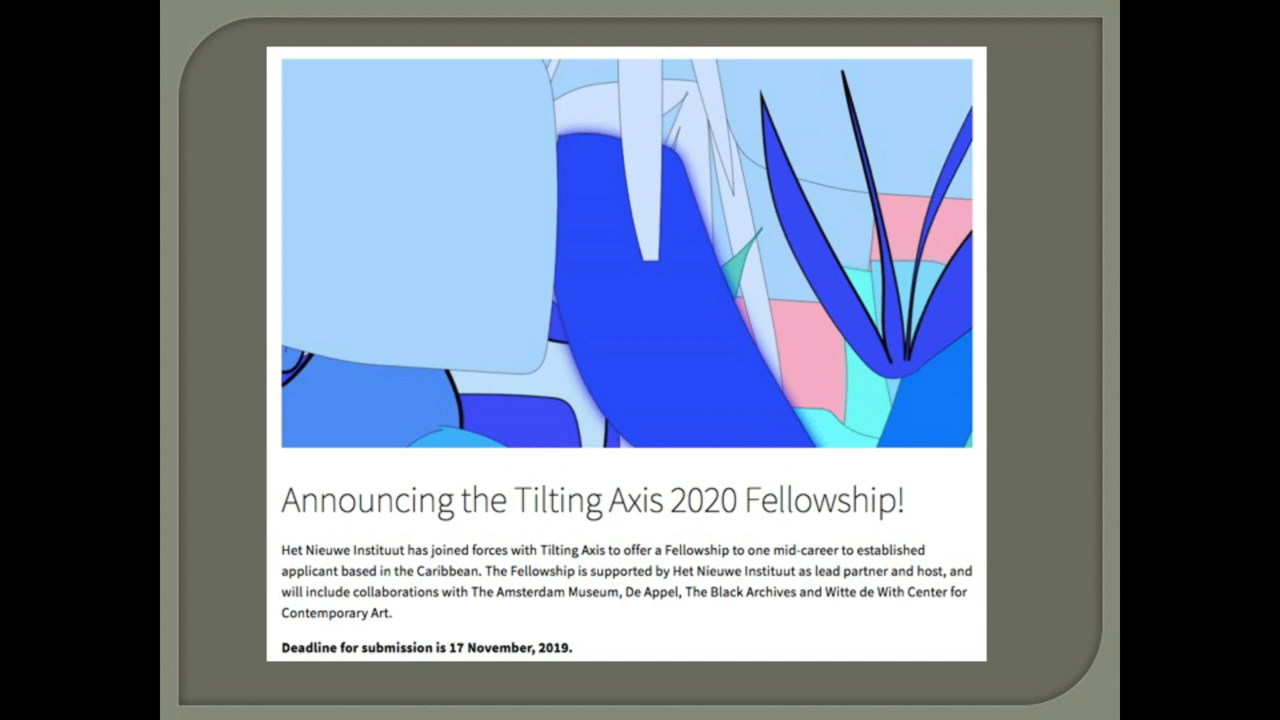 Announcing the Tilting Axis 2020 Fellowship!
Het Nieuwe Instituut has joined forces with Tilting Axis to offer a Fellowship to one mid-career to established
applicant based in the Caribbean. The Fellowship is supported by Het Nieuwe Instituut as lead partner and host, and
will include collaborations with The Amsterdam Museum, De Appel, The Black Archives and Witte de With Center for
Contemporary Art.
Deadline for submission is 17 November, 2019.